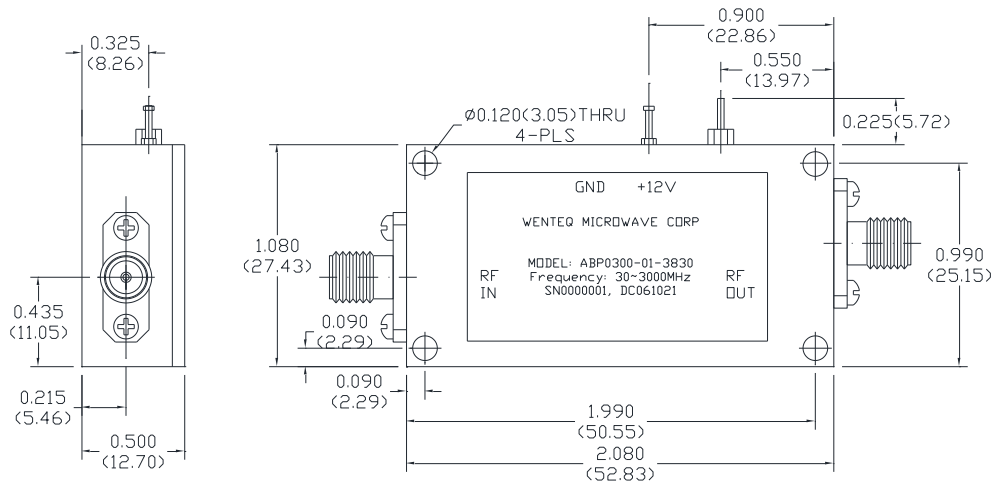 0.900
(22.86)
0.325
(8.26)
0.550
(13.97)
Ø0.120(3.05)THRU
4-PLS
0.225(5.72)
GND +12V
WENTEQ MICROWAVE CORP
1.080
(27.43)
MODEL: ABP0300-01-3830
Frequency: 30~3000MHz
SN0000001, DC061021
RF
IN
RF
OUT
0.990
(25.15)
0.435
(11.05)
0.090
(2.29)
0.090
(2.29)
0.215
(5.46)
1.990
(50.55)
0.500
(12.70)
2.080
(52.83)